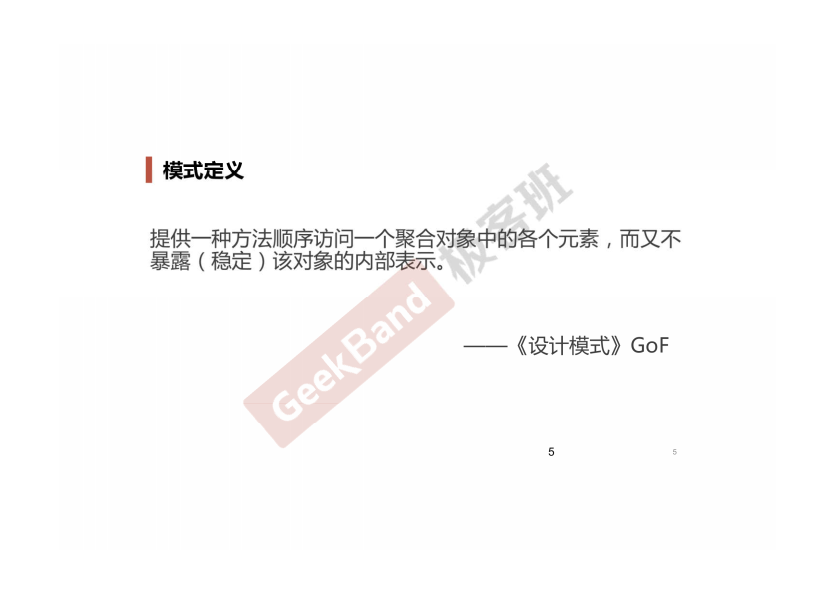 模式定义
提供一种方法顺序访问一个聚合对象中的各个元素，而又不
暴露（稳定）该对象的内部表示。
——《设计模式》GoF
GeekBand 极客班
5
5